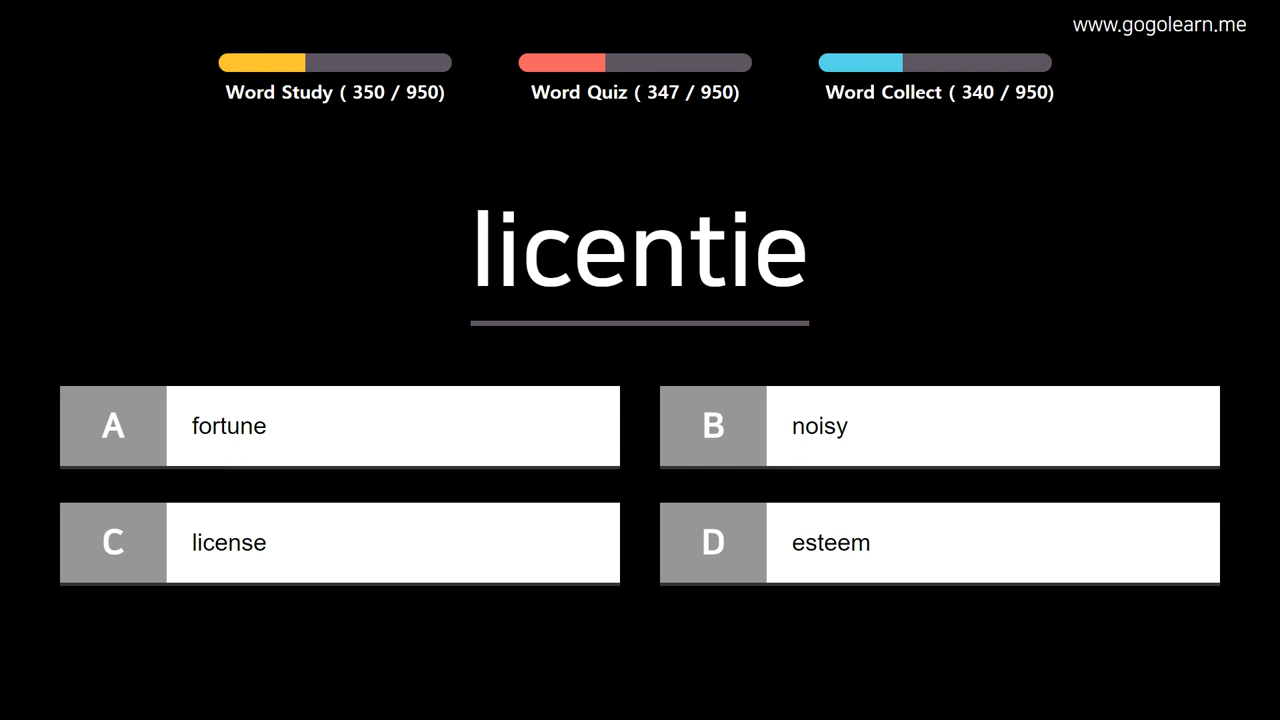 www.gogolearn.me
Word Study ( 350 / 950)
Word Quiz ( 347 / 950)
Word Collect ( 340 / 950)
licentie
A fortune
B noisy
C license
D esteem